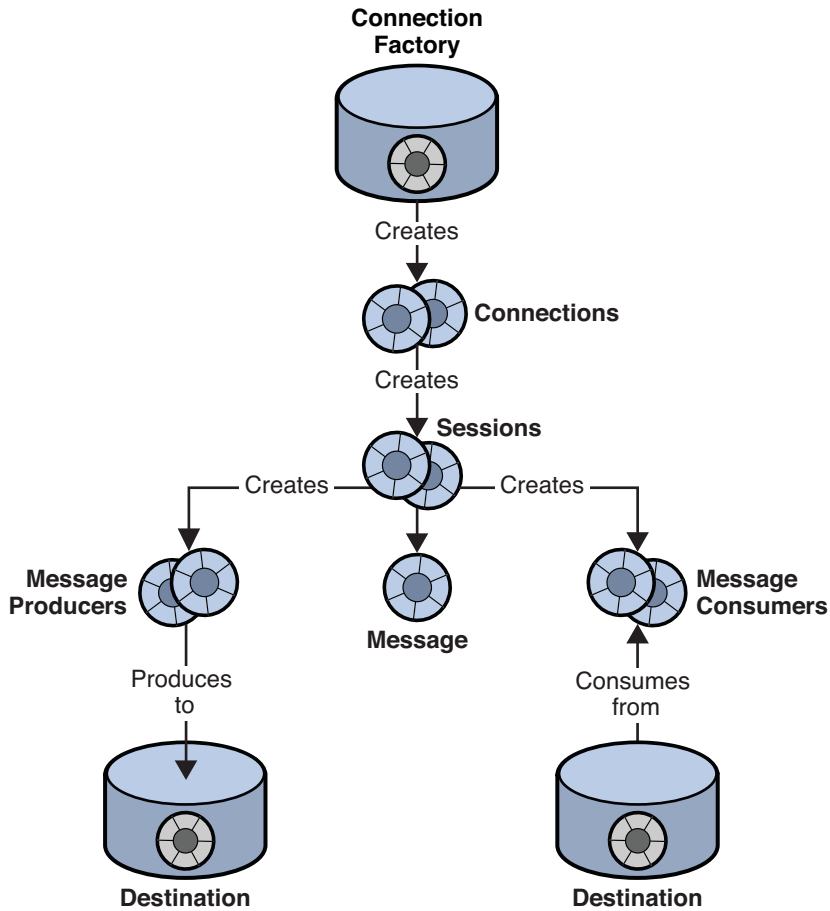 Connection
Factory
Creates
Connections
Creates
Sessions
Creates
Creates
Message
Producers
Message
Message
Consumers
Produces
to
Consumes
from
Destination
Destination